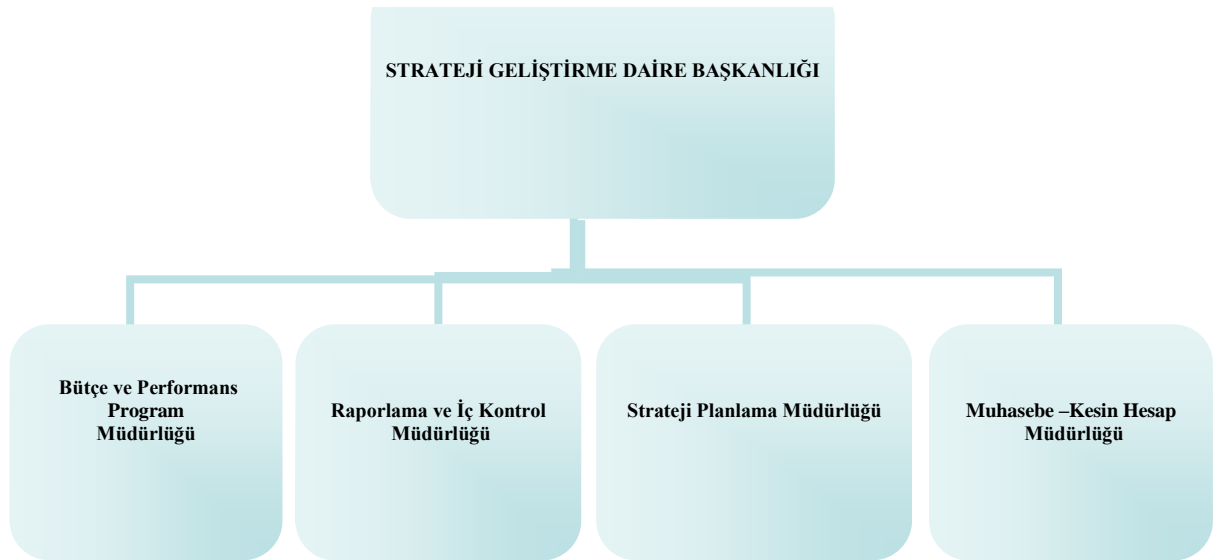 STRATEJİ GELİŞTİRME DAİRE BAŞKANLIĞI
Bütçe ve Performans
Program
Müdürlüğü
Raporlama ve İç Kontrol
Müdürlüğü
Strateji Planlama Müdürlüğü
Muhasebe –Kesin Hesap
Müdürlüğü